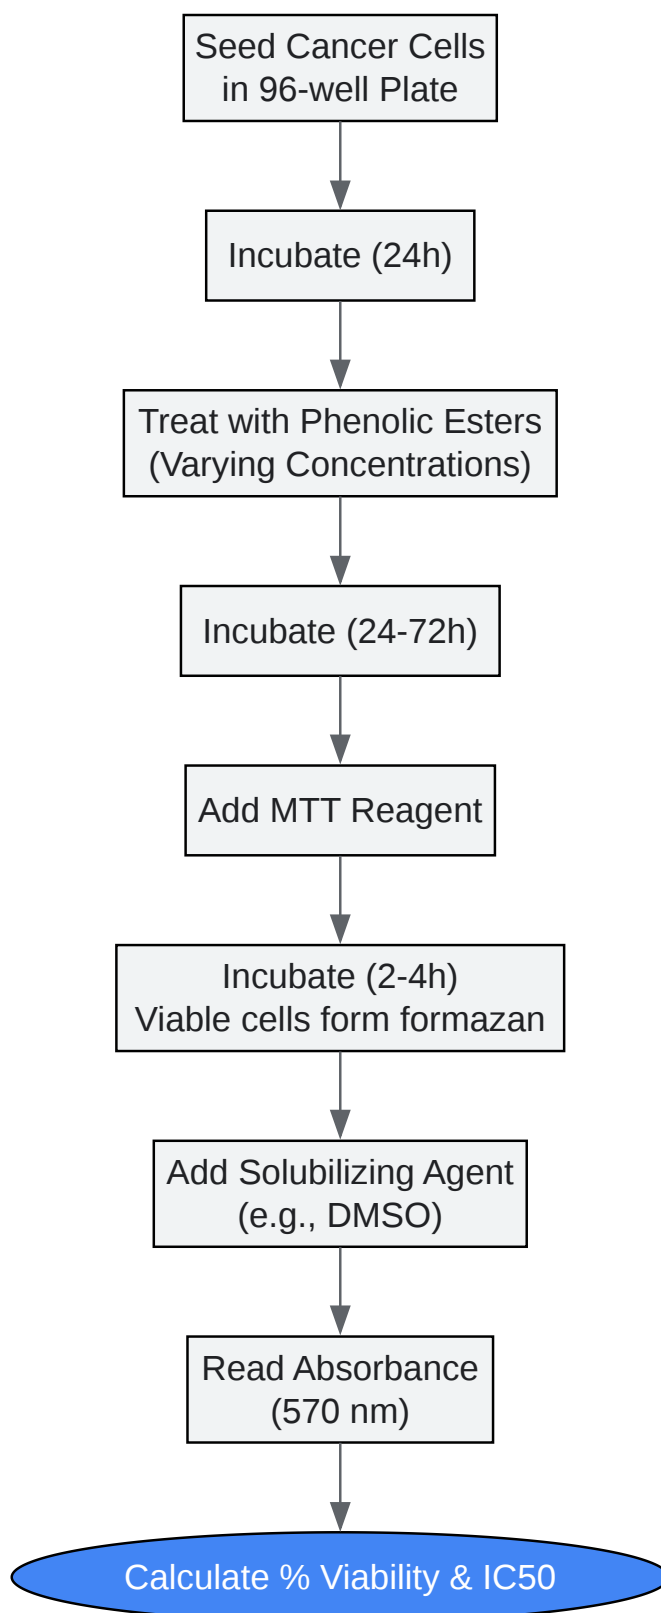 Seed Cancer Cells
in 96-well Plate
Incubate (24h)
Treat with Phenolic Esters
(Varying Concentrations)
Incubate (24-72h)
Add MTT Reagent
Incubate (2-4h)
Viable cells form formazan
Add Solubilizing Agent
(e.g., DMSO)
Read Absorbance
(570 nm)
Calculate % Viability & IC50